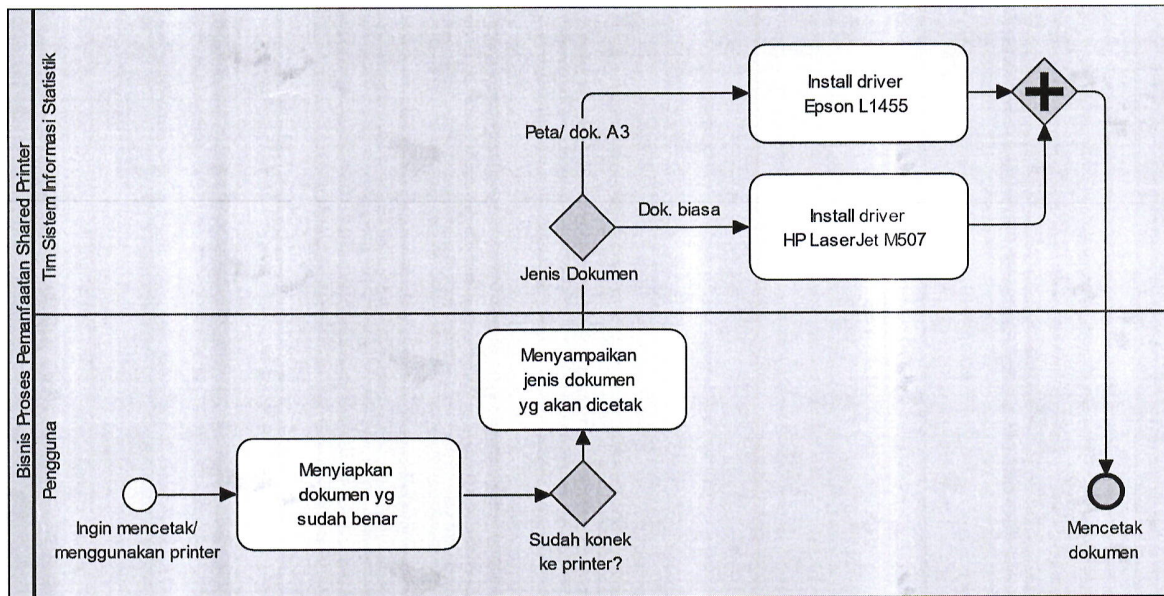 Bisnis Proses Pemanfaatan Shared Printer
Tim Sistem Informasi Statistik
Install driver
Epson L1455
Peta/ dok. A3
Dok. biasa
Install driver
HP LaserJet M507
Jenis Dokumen
Pengguna
Menyampaikan
jenis dokumen
yg akan dicetak
Menyiapkan
dokumen yg
sudah benar
Ingin mencetak/
menggunakan printer
Sudah konek
ke printer?
Mencetak
dokumen